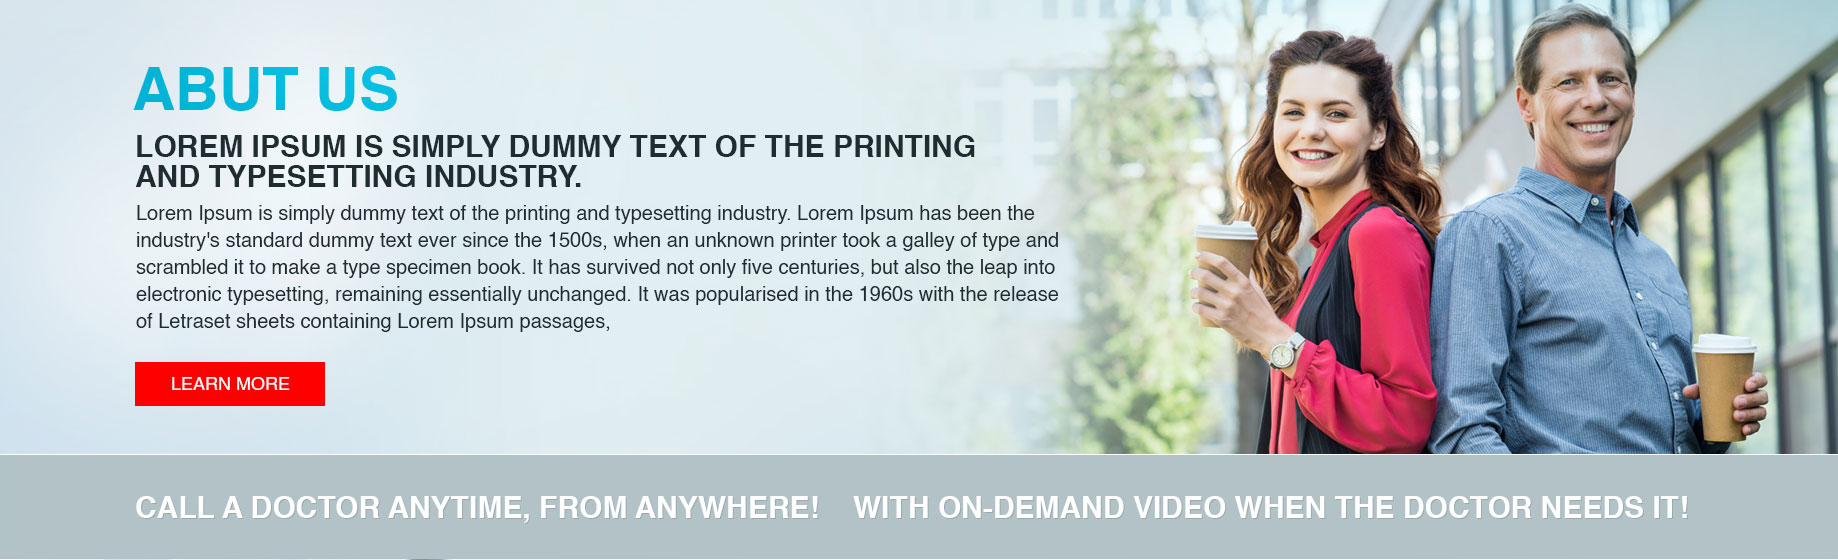 ABUT US
LOREM IPSUM IS SIMPLY DUMMY TEXT OF THE PRINTING
AND TYPESETTING INDUSTRY.
Lorem Ipsum is simply dummy text of the printing and typesetting industry. Lorem Ipsum has been the
industry's standard dummy text ever since the 1500s, when an unknown printer took a galley of type and
scrambled it to make a type specimen book. It has survived not only five centuries, but also the leap into
electronic typesetting, remaining essentially unchanged. It was popularised in the 1960s with the release
of Letraset sheets containing Lorem Ipsum passages,
LEARN MORE
CALL A DOCTOR ANYTIME, FROM ANYWHERE! WITH ON-DEMAND VIDEO WHEN THE DOCTOR NEEDS IT!